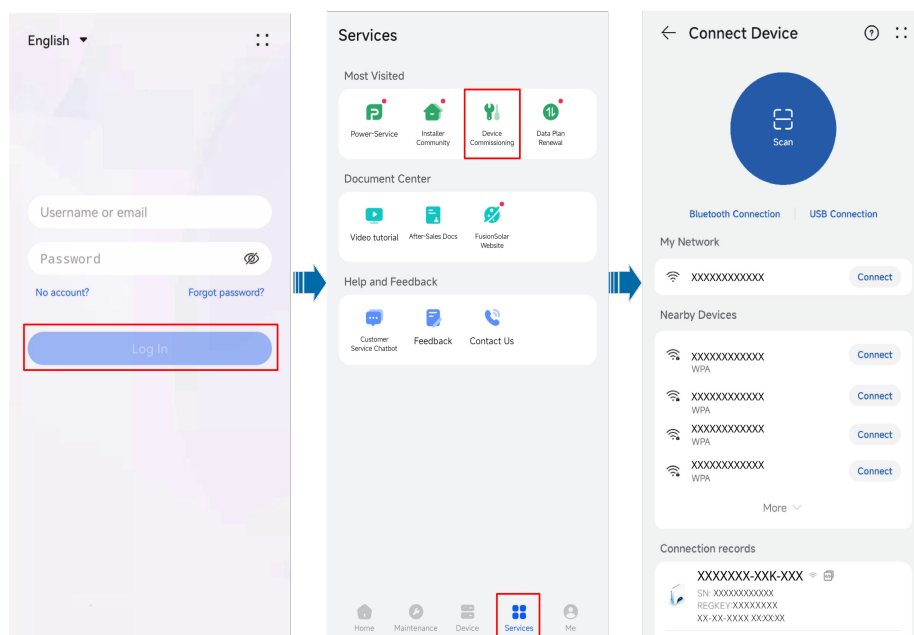 English
Username or email
Password
No account? Forgot password?
Log In
Services
Most Visited
Power-Service
Installer
Community
Device
Commissioning
Data Plan
Renewal
Document Center
Video tutorial
After-Sales Docs
FusionSolar
Website
Help and Feedback
Customer
Service Chatbot
Feedback
Contact Us
Home Maintenance Device Services Me
Connect Device
Scan
Bluetooth Connection USB Connection
My Network
XXXXXXXXXXXX Connect
Nearby Devices
XXXXXXXXXXXX Connect
WPA
XXXXXXXXXXXX Connect
WPA
XXXXXXXXXXXX Connect
WPA
XXXXXXXXXXXX Connect
WPA
More
Connection records
XXXXXXX-XXK-XXX
SN: XXXXXXXXXXX
REGKEY:XXXXXXXX
XX-XX-XXXX XX:XX:XX